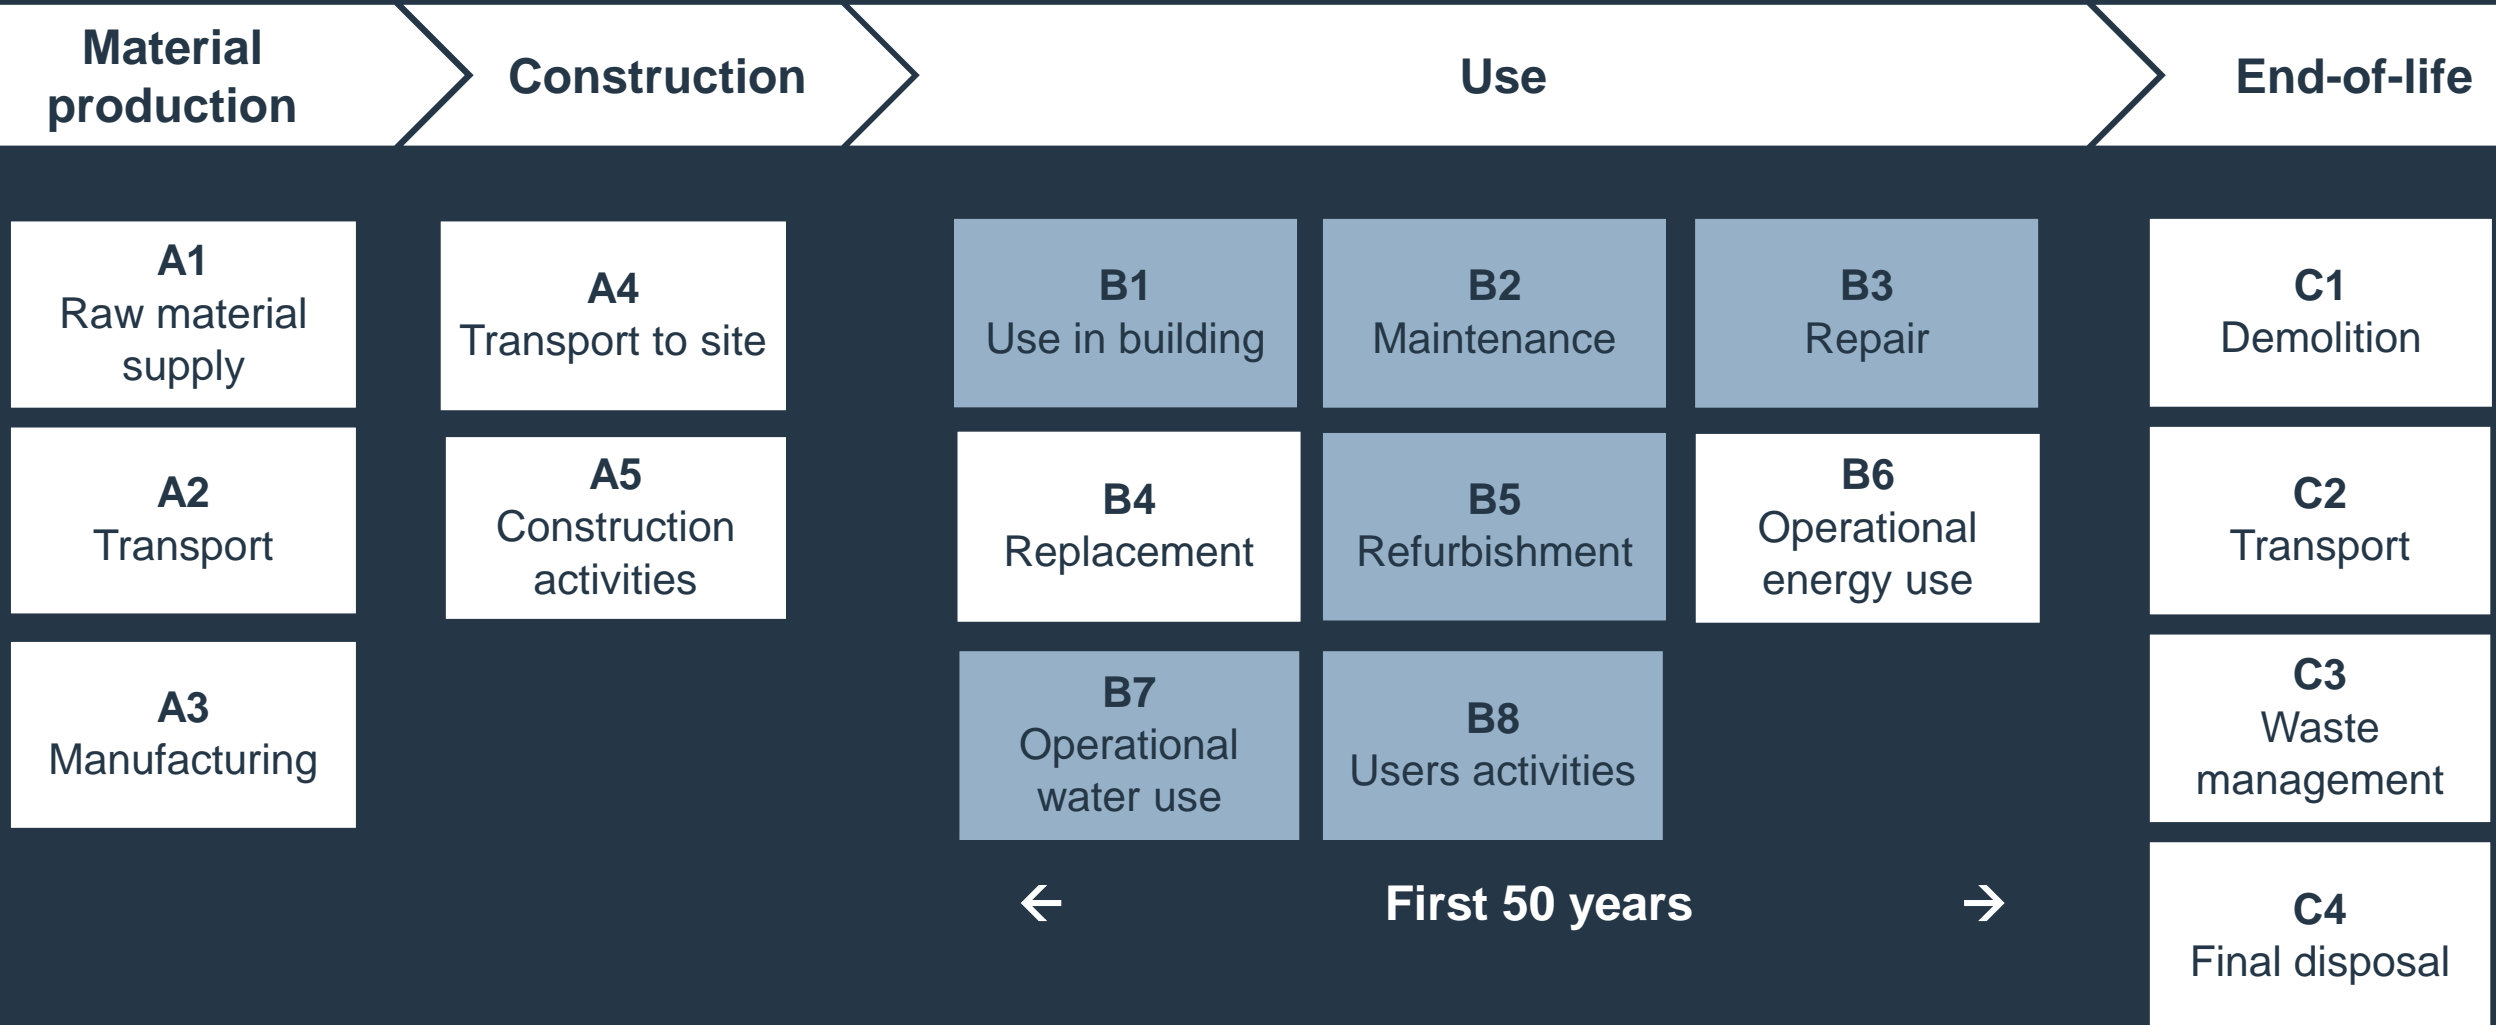 Material
production
Construction
Use
End-of-life
A1
Raw material
supply
A2
Transport
A3
Manufacturing
A4
Transport to site
A5
Construction
activities
B1
Use in building
B2
Maintenance
B3
Repair
B4
Replacement
B5
Refurbishment
B6
Operational
energy use
B7
Operational
water use
B8
Users activities
← First 50 years →
C1
Demolition
C2
Transport
C3
Waste
management
C4
Final disposal